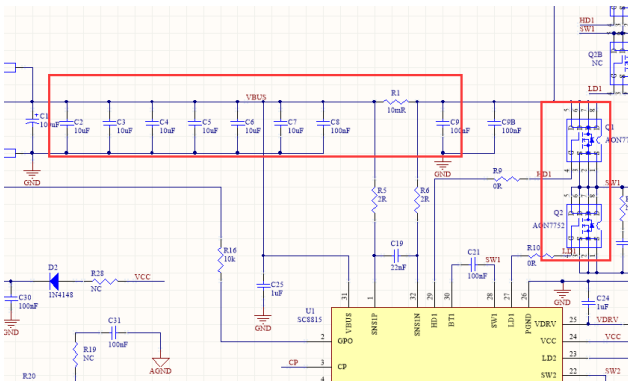 HD1
SW1
Q2B
NC
LD1
VBUS
R1
10mR
C1
100uF
C2
10uF
C3
10uF
C4
10uF
C5
10uF
C6
10uF
C7
10uF
C8
100nF
C9
100nF
C9B
100nF
Q1
AON77
GND
GND
R9
0R
HD1
SW1
R5
2R
R6
2R
Q2
AON7752
R16
10k
C19
22nF
SW1
C21
100nF
R10
0R
LD1
D2
1N4148
R28
NC
VCC
C30
100nF
GND
C25
1uF
GND
GND
C24
1uF
U1
SC8815
31
1
32
29
30
28
27
26
VBUS
SNS1P
SNS1N
HD1
BT1
SW1
LD1
PGND
C31
100nF
R19
NC
AGND
R20
2
GPO
CP
3
CP
4
VDRV
25
VDRV
VCC
24
VCC
LD2
23
SW2
22
SW2